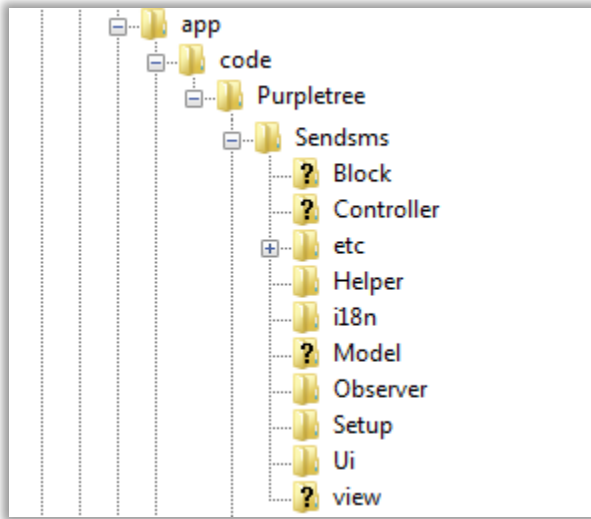 app
code
Purpletree
Sendsms
Block
Controller
etc
Helper
i18n
Model
Observer
Setup
Ui
view